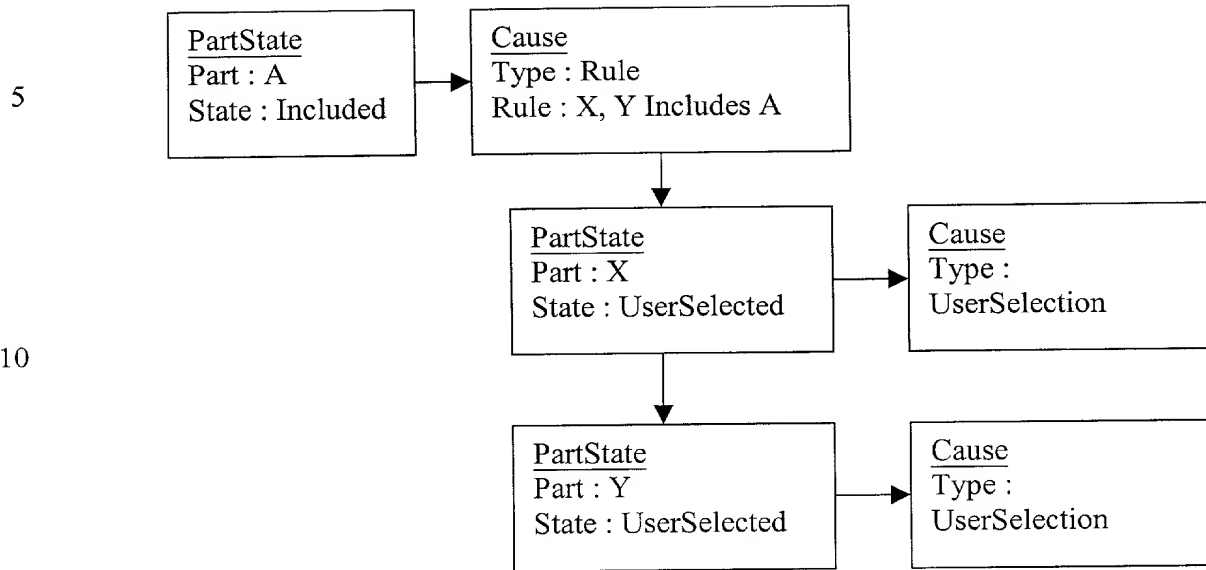 PartState
Part : A
State : Included
Cause
Type : Rule
Rule : X, Y Includes A
5
PartState
Part : X
State : UserSelected
Cause
Type :
UserSelection
10
PartState
Part : Y
State : UserSelected
Cause
Type :
UserSelection